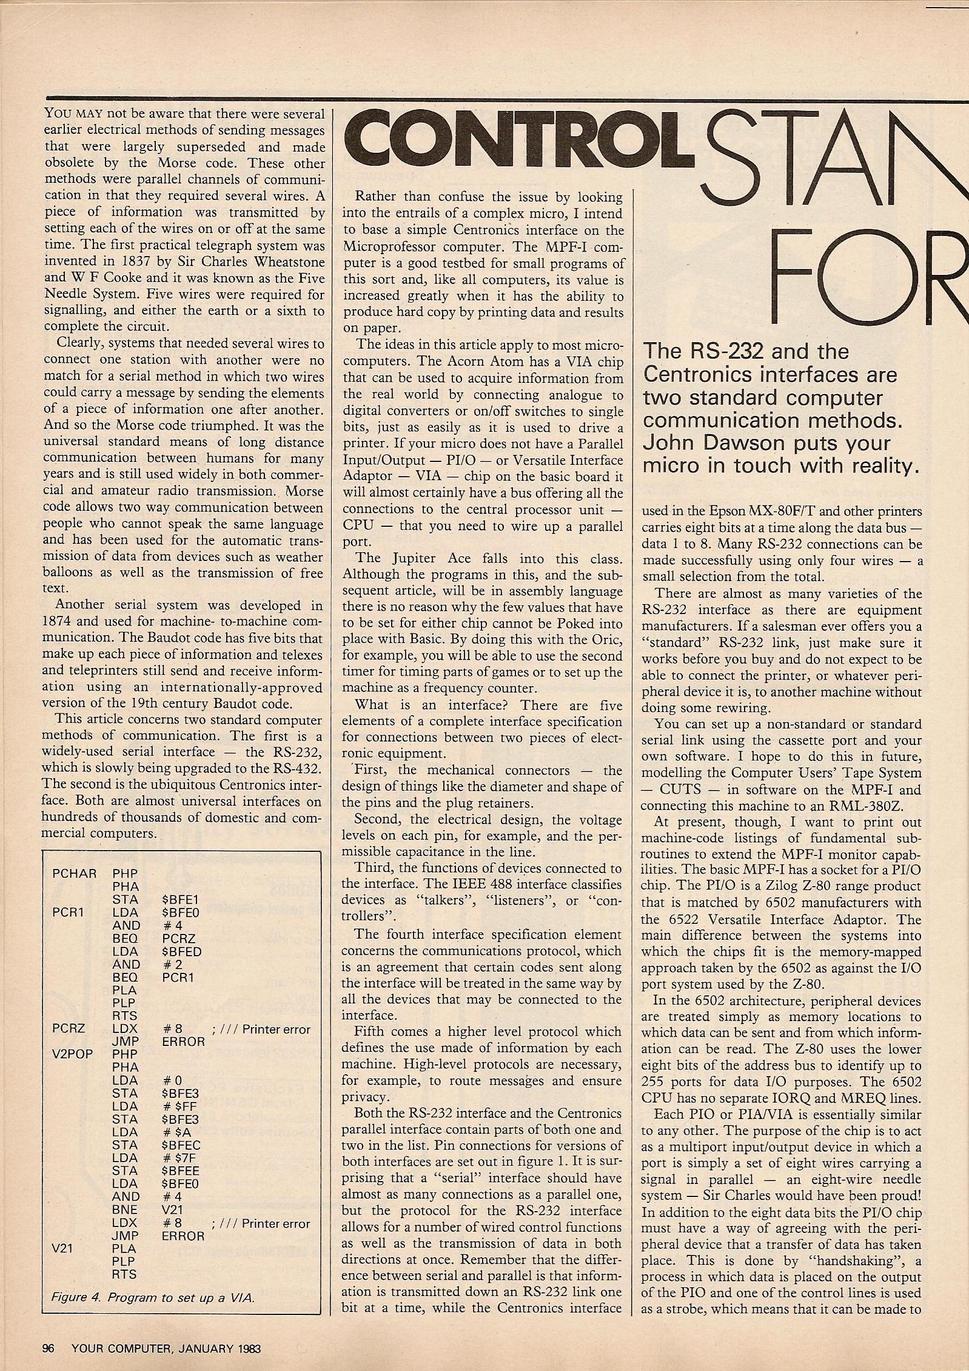 YOU MAY not be aware that there were several
earlier electrical methods of sending messages
that were largely superseded and made
obsolete by the Morse code. These other
methods were parallel channels of communi-
cation in that they required several wires. A
piece of information was transmitted by
setting each of the wires on or off at the same
time. The first practical telegraph system was
invented in 1837 by Sir Charles Wheatstone
and W F Cooke and it was known as the Five
Needle System. Five wires were required for
signalling, and either the earth or a sixth to
complete the circuit.
Clearly, systems that needed several wires to
connect one station with another were no
match for a serial method in which two wires
could carry a message by sending the elements
of a piece of information one after another.
And so the Morse code triumphed. It was the
universal standard means of long distance
communication between humans for many
years and is still used widely in both commer-
cial and amateur radio transmission. Morse
code allows two way communication between
people who cannot speak the same language
and has been used for the automatic trans-
mission of data from devices such as weather
balloons as well as the transmission of free
text.
Another serial system was developed in
1874 and used for machine- to-machine com-
munication. The Baudot code has five bits that
make up each piece of information and telexes
and teleprinters still send and receive inform-
ation using an internationally-approved
version of the 19th century Baudot code.
This article concerns two standard computer
methods of communication. The first is a
widely-used serial interface — the RS-232,
which is slowly being upgraded to the RS-432.
The second is the ubiquitous Centronics inter-
face. Both are almost universal interfaces on
hundreds of thousands of domestic and com-
mercial computers.
PCHAR PHP
PHA
STA $BFE1
PCR1 LDA $BFE0
AND # 4
BEQ PCRZ
LDA $BFED
AND # 2
BEQ PCR1
PLA
PLP
RTS
PCRZ LDX # 8 ; /// Printer error
JMP ERROR
V2POP PHP
PHA
LDA # 0
STA $BFE3
LDA # $FF
STA $BFE3
LDA # $A
STA $BFEC
LDA # $7F
STA $BFEE
LDA $BFE0
AND # 4
BNE V21
LDX # 8 ; /// Printer error
JMP ERROR
V21 PLA
PLP
RTS
Figure 4. Program to set up a VIA.
CONTROL STAN
FOR
Rather than confuse the issue by looking
into the entrails of a complex micro, I intend
to base a simple Centronics interface on the
Microprofessor computer. The MPF-I com-
puter is a good testbed for small programs of
this sort and, like all computers, its value is
increased greatly when it has the ability to
produce hard copy by printing data and results
on paper.
The ideas in this article apply to most micro-
computers. The Acorn Atom has a VIA chip
that can be used to acquire information from
the real world by connecting analogue to
digital converters or on/off switches to single
bits, just as easily as it is used to drive a
printer. If your micro does not have a Parallel
Input/Output — PI/O — or Versatile Interface
Adaptor — VIA — chip on the basic board it
will almost certainly have a bus offering all the
connections to the central processor unit —
CPU — that you need to wire up a parallel
port.
The Jupiter Ace falls into this class.
Although the programs in this, and the sub-
sequent article, will be in assembly language
there is no reason why the few values that have
to be set for either chip cannot be Poked into
place with Basic. By doing this with the Oric,
for example, you will be able to use the second
timer for timing parts of games or to set up the
machine as a frequency counter.
What is an interface? There are five
elements of a complete interface specification
for connections between two pieces of elect-
ronic equipment.
First, the mechanical connectors — the
design of things like the diameter and shape of
the pins and the plug retainers.
Second, the electrical design, the voltage
levels on each pin, for example, and the per-
missible capacitance in the line.
Third, the functions of devices connected to
the interface. The IEEE 488 interface classifies
devices as "talkers", "listeners", or "con-
trollers".
The fourth interface specification element
concerns the communications protocol, which
is an agreement that certain codes sent along
the interface will be treated in the same way by
all the devices that may be connected to the
interface.
Fifth comes a higher level protocol which
defines the use made of information by each
machine. High-level protocols are necessary,
for example, to route messages and ensure
privacy.
Both the RS-232 interface and the Centronics
parallel interface contain parts of both one and
two in the list. Pin connections for versions of
both interfaces are set out in figure 1. It is sur-
prising that a "serial" interface should have
almost as many connections as a parallel one,
but the protocol for the RS-232 interface
allows for a number of wired control functions
as well as the transmission of data in both
directions at once. Remember that the differ-
ence between serial and parallel is that inform-
ation is transmitted down an RS-232 link one
bit at a time, while the Centronics interface
The RS-232 and the
Centronics interfaces are
two standard computer
communication methods.
John Dawson puts your
micro in touch with reality.
used in the Epson MX-80F/T and other printers
carries eight bits at a time along the data bus —
data 1 to 8. Many RS-232 connections can be
made successfully using only four wires — a
small selection from the total.
There are almost as many varieties of the
RS-232 interface as there are equipment
manufacturers. If a salesman ever offers you a
"standard" RS-232 link, just make sure it
works before you buy and do not expect to be
able to connect the printer, or whatever peri-
pheral device it is, to another machine without
doing some rewiring.
You can set up a non-standard or standard
serial link using the cassette port and your
own software. I hope to do this in future,
modelling the Computer Users' Tape System
— CUTS — in software on the MPF-I and
connecting this machine to an RML-380Z.
At present, though, I want to print out
machine-code listings of fundamental sub-
routines to extend the MPF-I monitor capab-
ilities. The basic MPF-I has a socket for a PI/O
chip. The PI/O is a Zilog Z-80 range product
that is matched by 6502 manufacturers with
the 6522 Versatile Interface Adaptor. The
main difference between the systems into
which the chips fit is the memory-mapped
approach taken by the 6502 as against the I/O
port system used by the Z-80.
In the 6502 architecture, peripheral devices
are treated simply as memory locations to
which data can be sent and from which inform-
ation can be read. The Z-80 uses the lower
eight bits of the address bus to identify up to
255 ports for data I/O purposes. The 6502
CPU has no separate IORQ and MREQ lines.
Each PIO or PIA/VIA is essentially similar
to any other. The purpose of the chip is to act
as a multiport input/output device in which a
port is simply a set of eight wires carrying a
signal in parallel — an eight-wire needle
system — Sir Charles would have been proud!
In addition to the eight data bits the PI/O chip
must have a way of agreeing with the peri-
pheral device that a transfer of data has taken
place. This is done by "handshaking", a
process in which data is placed on the output
of the PIO and one of the control lines is used
as a strobe, which means that it can be made to
96 YOUR COMPUTER, JANUARY 1983